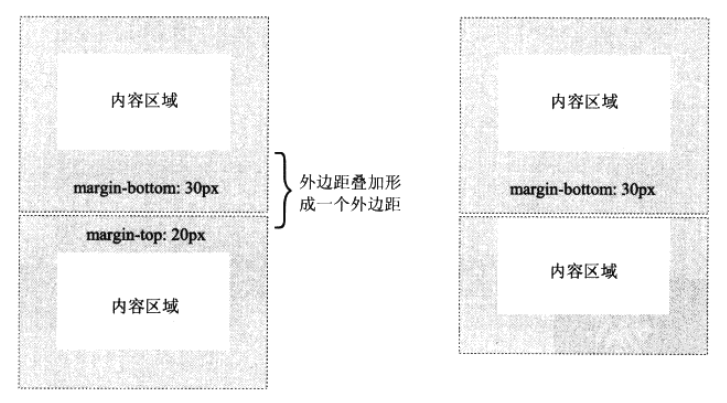 内容区域
margin-bottom: 30px
margin-top: 20px
内容区域
外边距叠加形
成一个外边距
内容区域
margin-bottom: 30px
内容区域